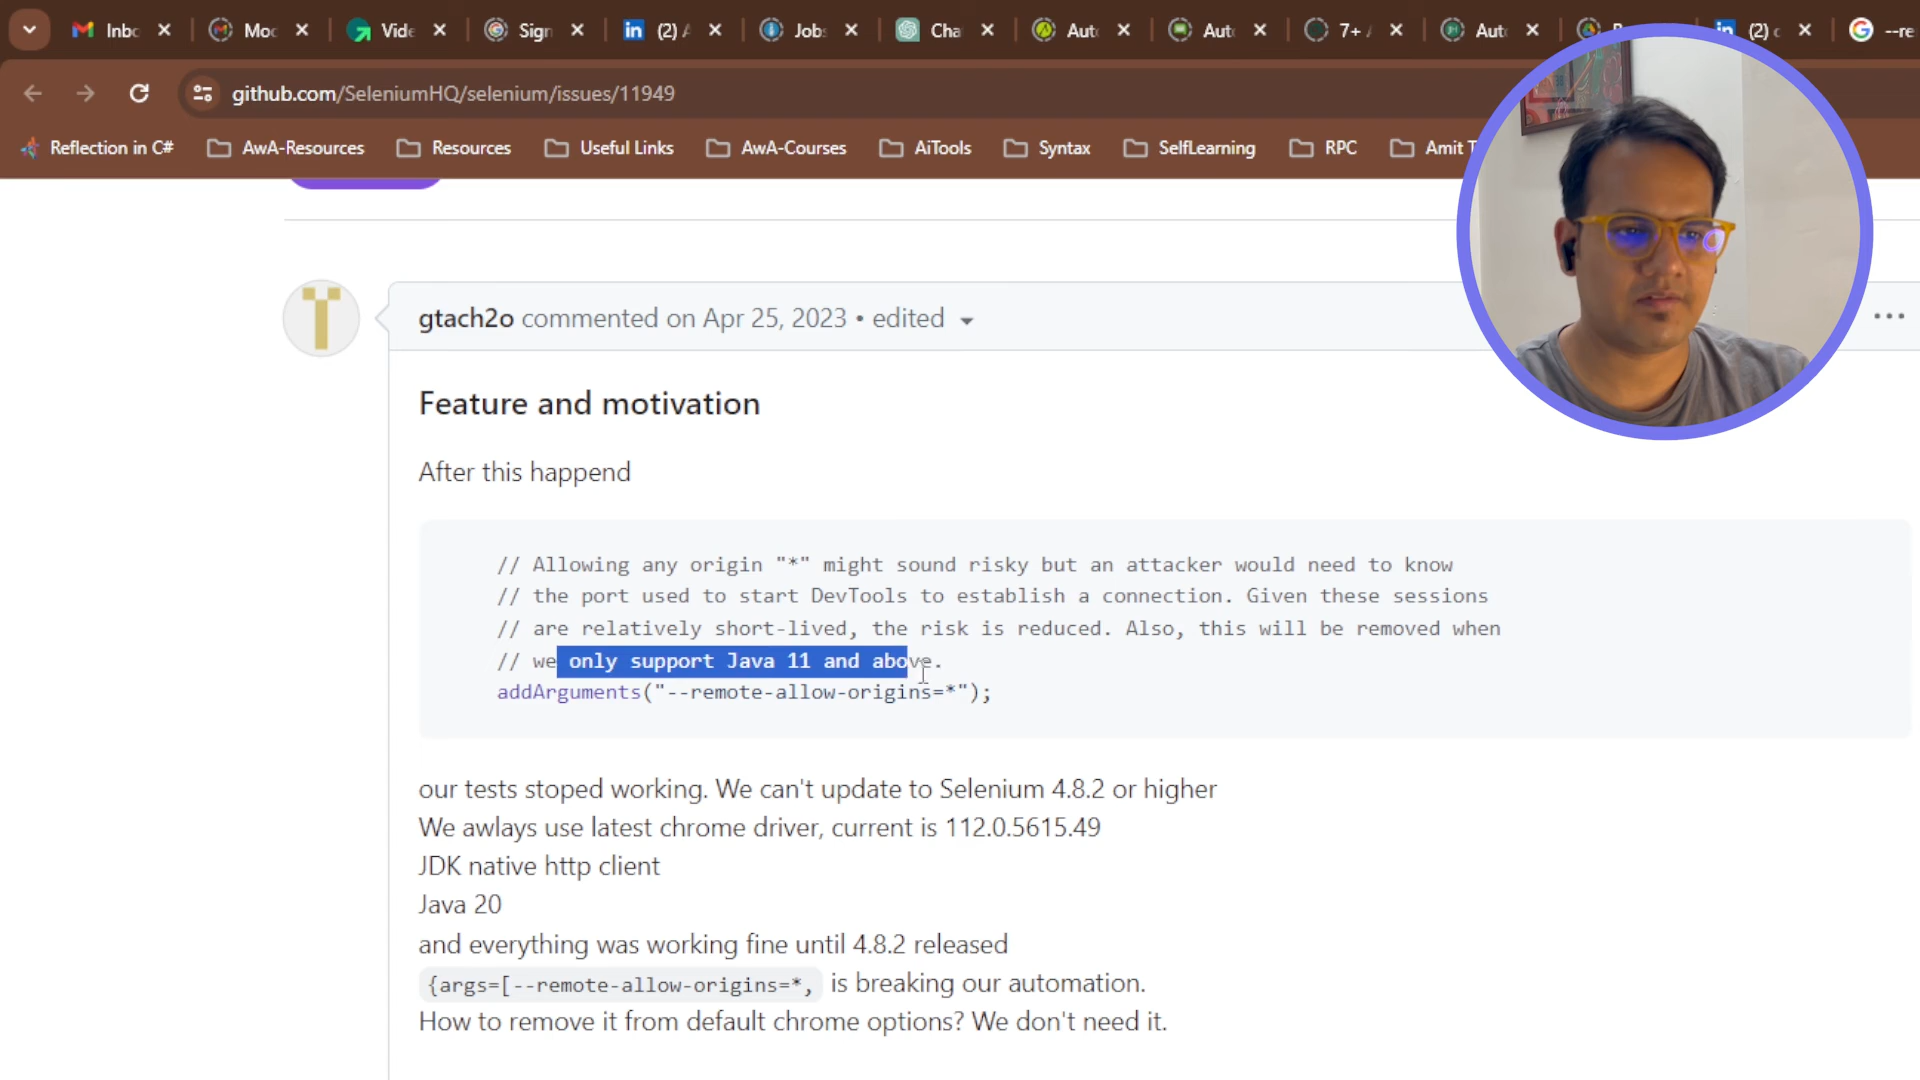 Inbo
Mod
Vide
Sign
(2) A
Jobs
Cha
Auto
Auto
7+ A
Auto
(2) c
--re
github.com/SeleniumHQ/selenium/issues/11949
Reflection in C#
AwA-Resources
Resources
Useful Links
AwA-Courses
AiTools
Syntax
SelfLearning
RPC
Amit T
gtach2o commented on Apr 25, 2023 • edited
Feature and motivation
After this happend
// Allowing any origin "*" might sound risky but an attacker would need to know
// the port used to start DevTools to establish a connection. Given these sessions
// are relatively short-lived, the risk is reduced. Also, this will be removed when
// we only support Java 11 and above.
addArguments("--remote-allow-origins=*");
our tests stoped working. We can't update to Selenium 4.8.2 or higher
We awlays use latest chrome driver, current is 112.0.5615.49
JDK native http client
Java 20
and everything was working fine until 4.8.2 released
{args=[--remote-allow-origins=*, is breaking our automation.
How to remove it from default chrome options? We don't need it.